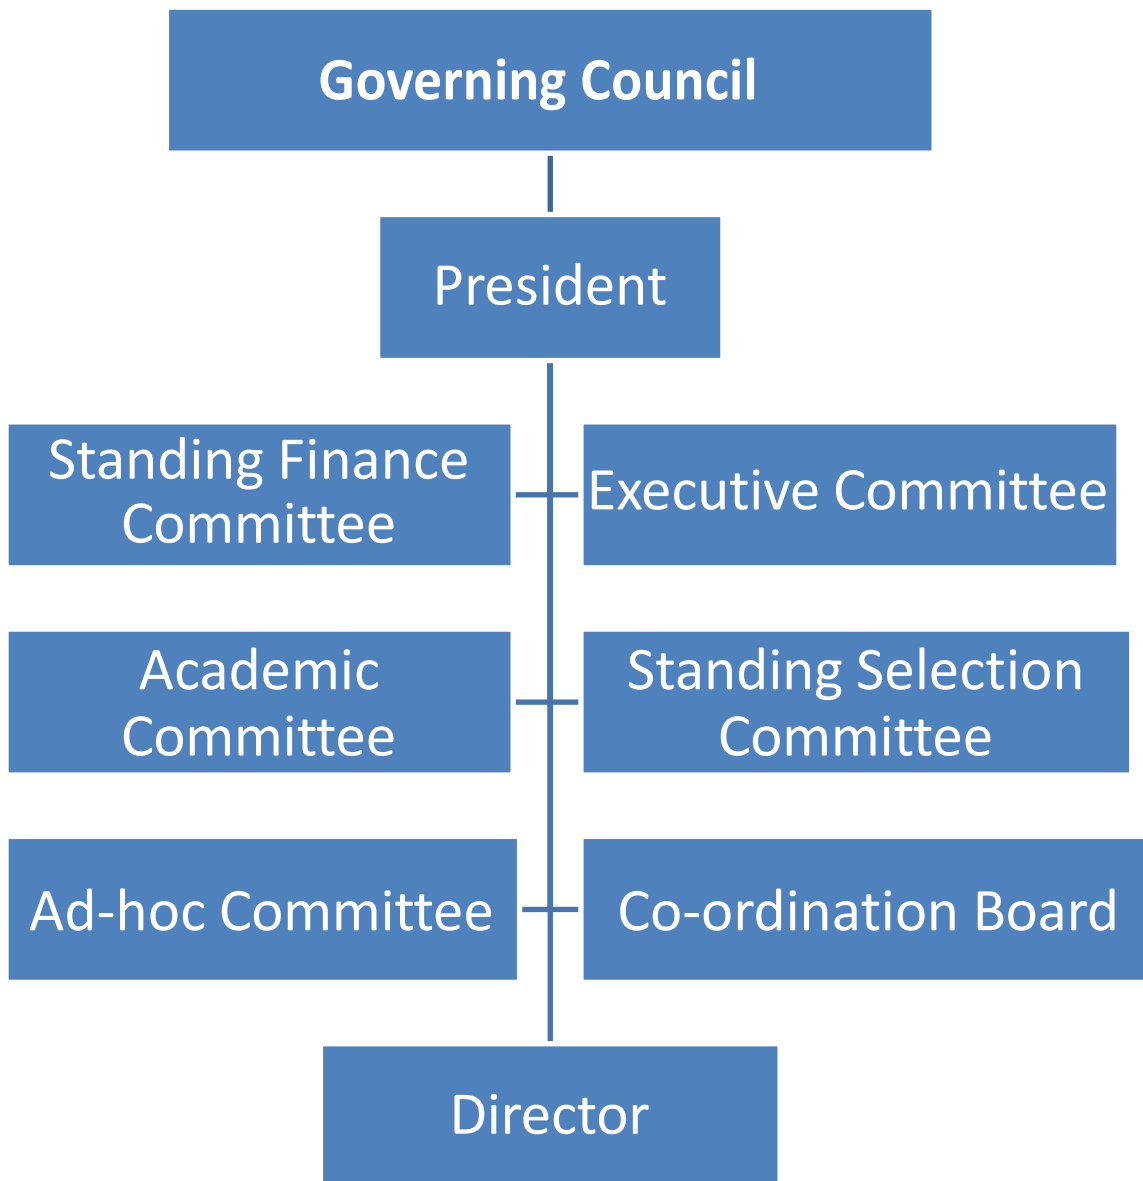 Governing Council
President
Standing Finance
Committee
Executive Committee
Academic
Committee
Standing Selection
Committee
Ad-hoc Committee
Co-ordination Board
Director